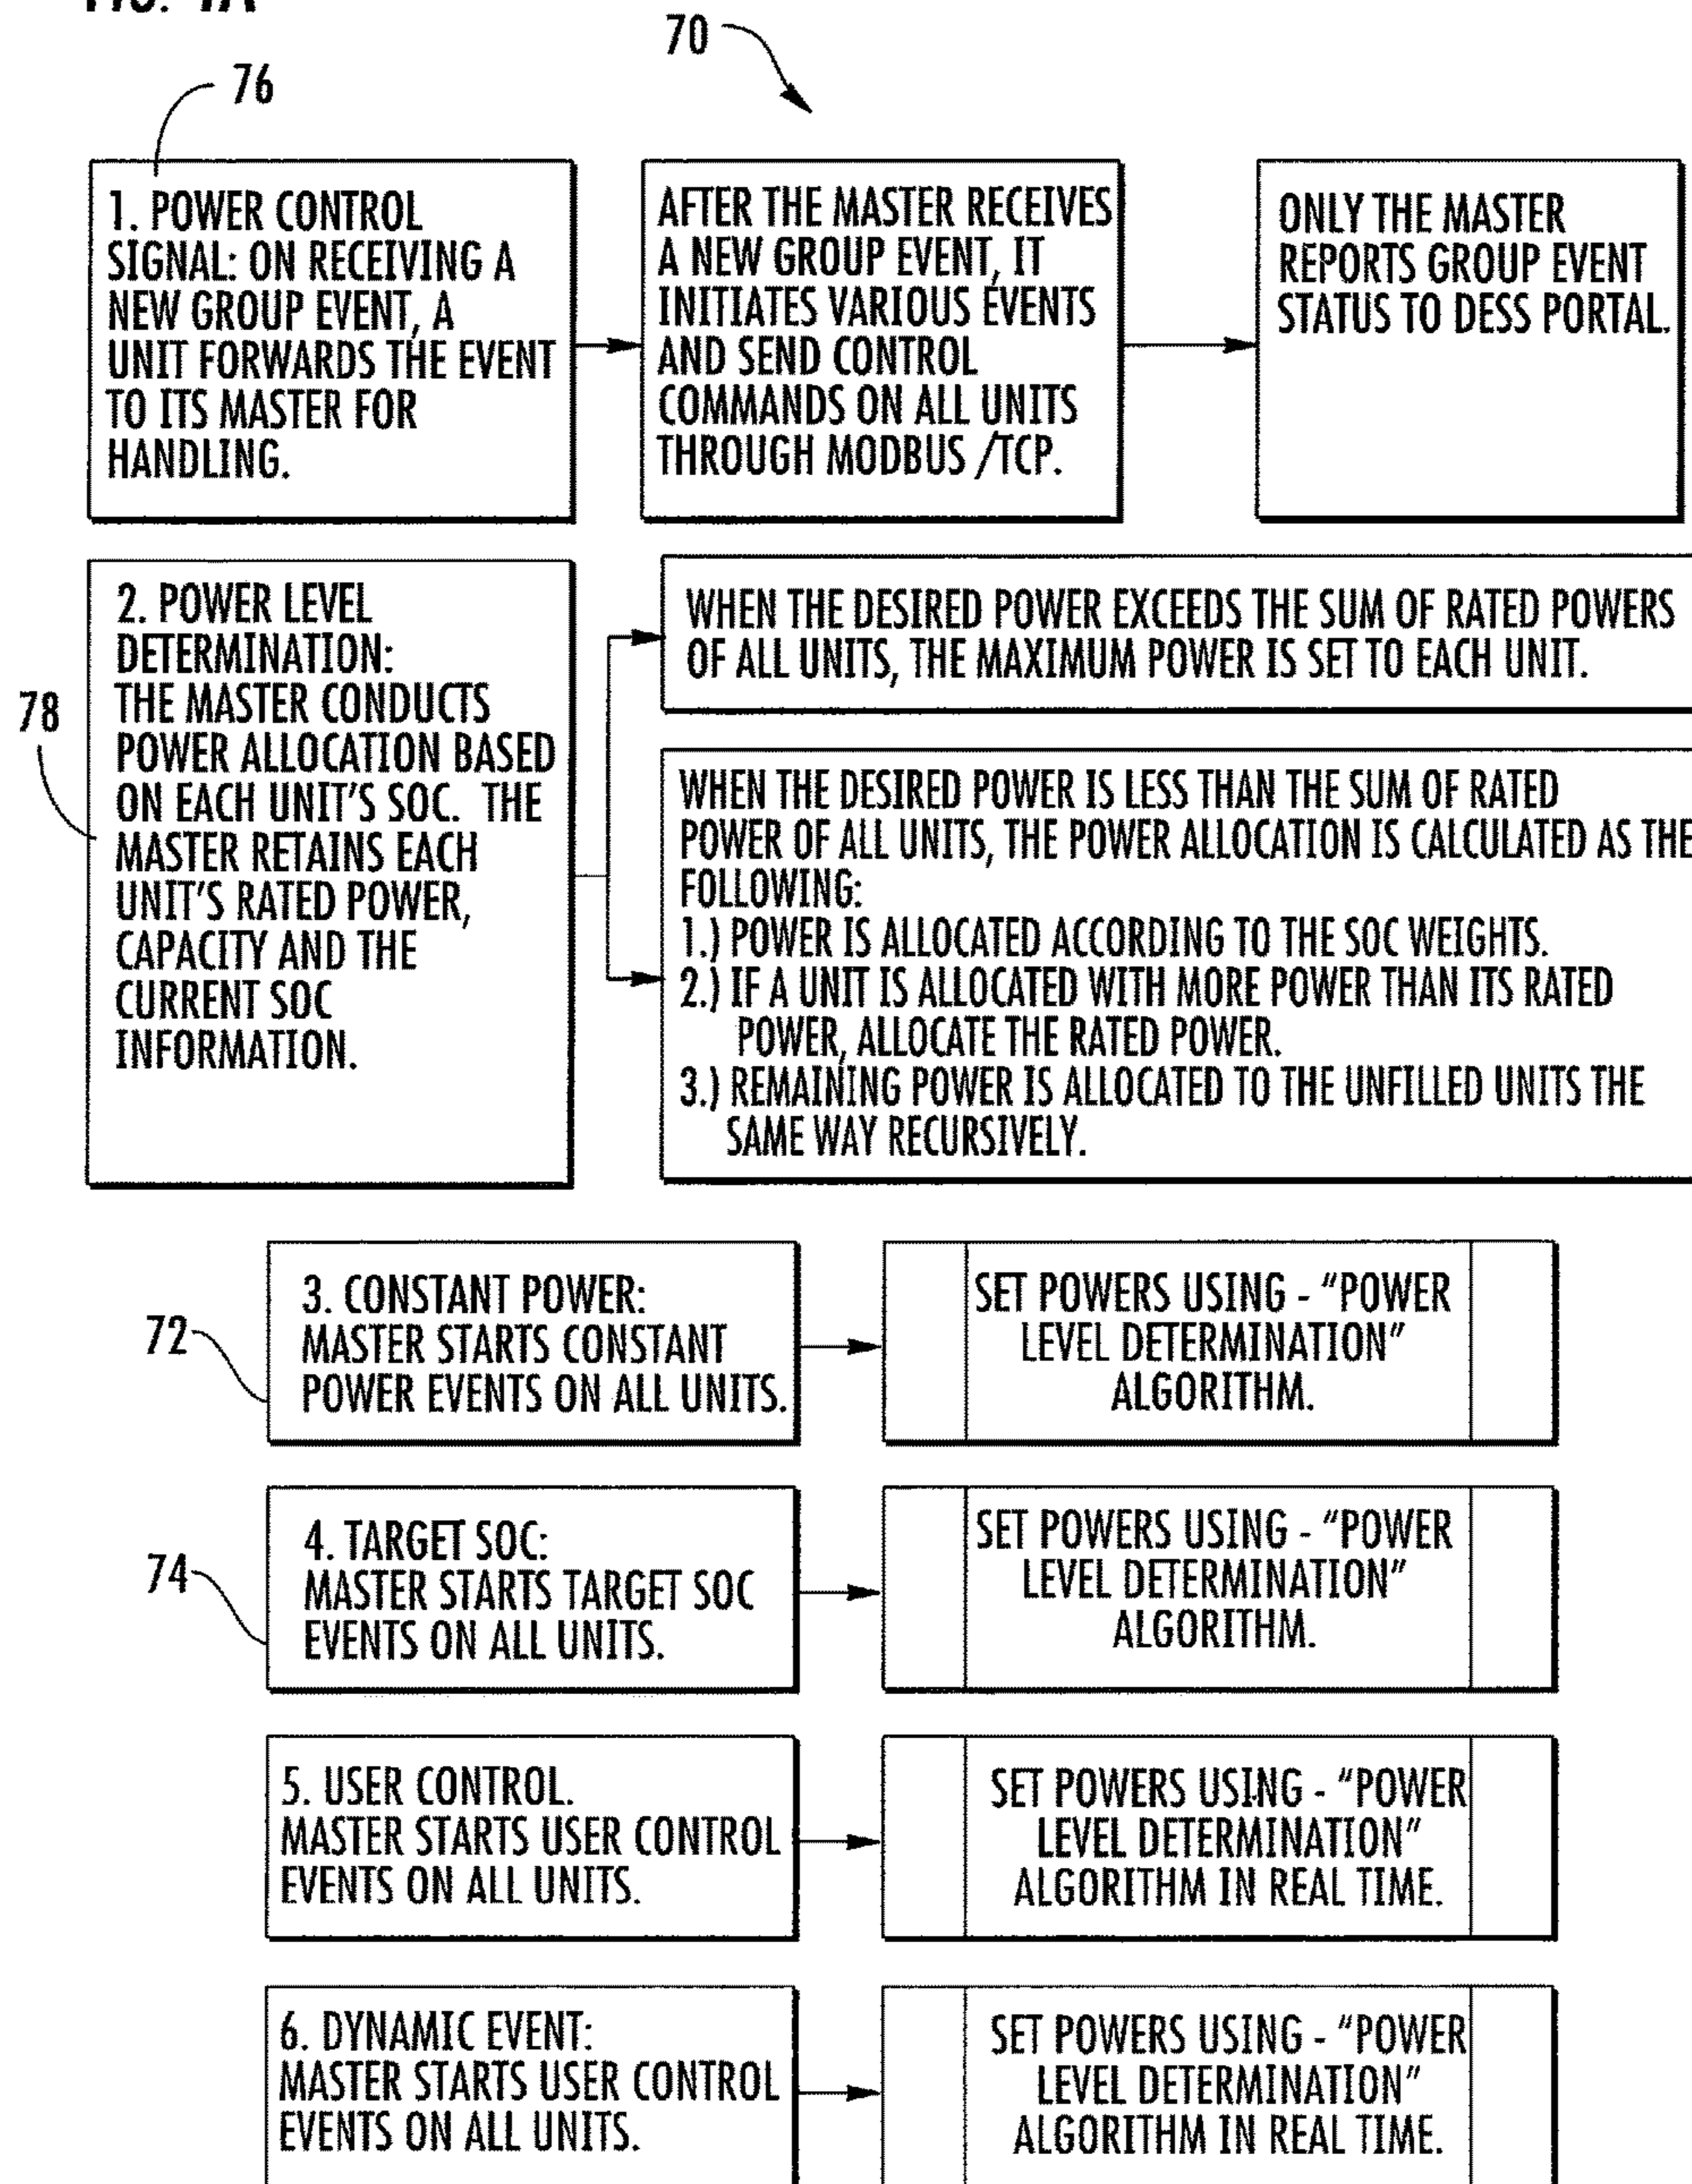 FIG. 4A
70
76
1. POWER CONTROL
SIGNAL: ON RECEIVING A
NEW GROUP EVENT, A
UNIT FORWARDS THE EVENT
TO ITS MASTER FOR
HANDLING.
AFTER THE MASTER RECEIVES
A NEW GROUP EVENT, IT
INITIATES VARIOUS EVENTS
AND SEND CONTROL
COMMANDS ON ALL UNITS
THROUGH MODBUS /TCP.
ONLY THE MASTER
REPORTS GROUP EVENT
STATUS TO DESS PORTAL.
78
2. POWER LEVEL
DETERMINATION:
THE MASTER CONDUCTS
POWER ALLOCATION BASED
ON EACH UNIT'S SOC. THE
MASTER RETAINS EACH
UNIT'S RATED POWER,
CAPACITY AND THE
CURRENT SOC
INFORMATION.
WHEN THE DESIRED POWER EXCEEDS THE SUM OF RATED POWERS
OF ALL UNITS, THE MAXIMUM POWER IS SET TO EACH UNIT.
WHEN THE DESIRED POWER IS LESS THAN THE SUM OF RATED
POWER OF ALL UNITS, THE POWER ALLOCATION IS CALCULATED AS THE
FOLLOWING:
1.) POWER IS ALLOCATED ACCORDING TO THE SOC WEIGHTS.
2.) IF A UNIT IS ALLOCATED WITH MORE POWER THAN ITS RATED
POWER, ALLOCATE THE RATED POWER.
3.) REMAINING POWER IS ALLOCATED TO THE UNFILLED UNITS THE
SAME WAY RECURSIVELY.
72
3. CONSTANT POWER:
MASTER STARTS CONSTANT
POWER EVENTS ON ALL UNITS.
SET POWERS USING - "POWER
LEVEL DETERMINATION"
ALGORITHM.
74
4. TARGET SOC:
MASTER STARTS TARGET SOC
EVENTS ON ALL UNITS.
SET POWERS USING - "POWER
LEVEL DETERMINATION"
ALGORITHM.
5. USER CONTROL.
MASTER STARTS USER CONTROL
EVENTS ON ALL UNITS.
SET POWERS USING - "POWER
LEVEL DETERMINATION"
ALGORITHM IN REAL TIME.
6. DYNAMIC EVENT:
MASTER STARTS USER CONTROL
EVENTS ON ALL UNITS.
SET POWERS USING - "POWER
LEVEL DETERMINATION"
ALGORITHM IN REAL TIME.